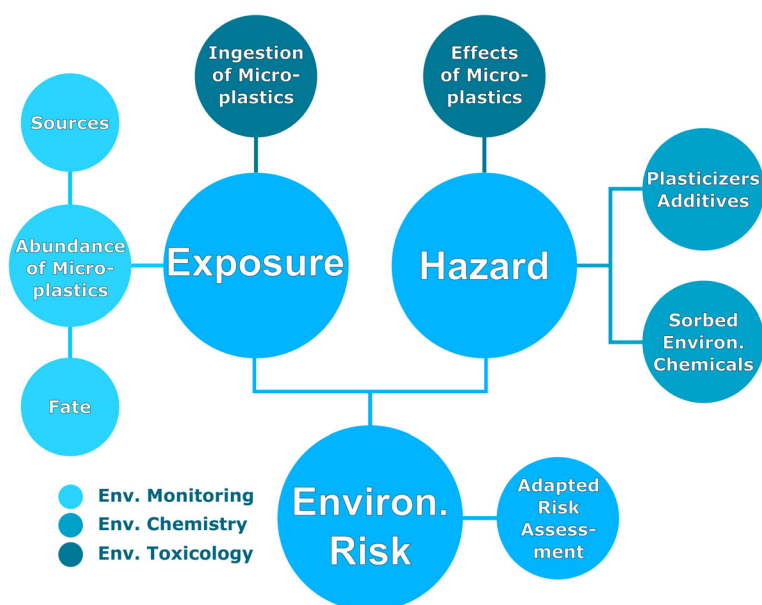 Ingestion
of Micro-
plastics
Effects
of Micro-
plastics
Sources
Plasticizers
Additives
Abundance
of Micro-
plastics
Exposure
Hazard
Sorbed
Environ.
Chemicals
Fate
Environ.
Risk
Adapted
Risk
Assess-
ment
Env. Monitoring
Env. Chemistry
Env. Toxicology